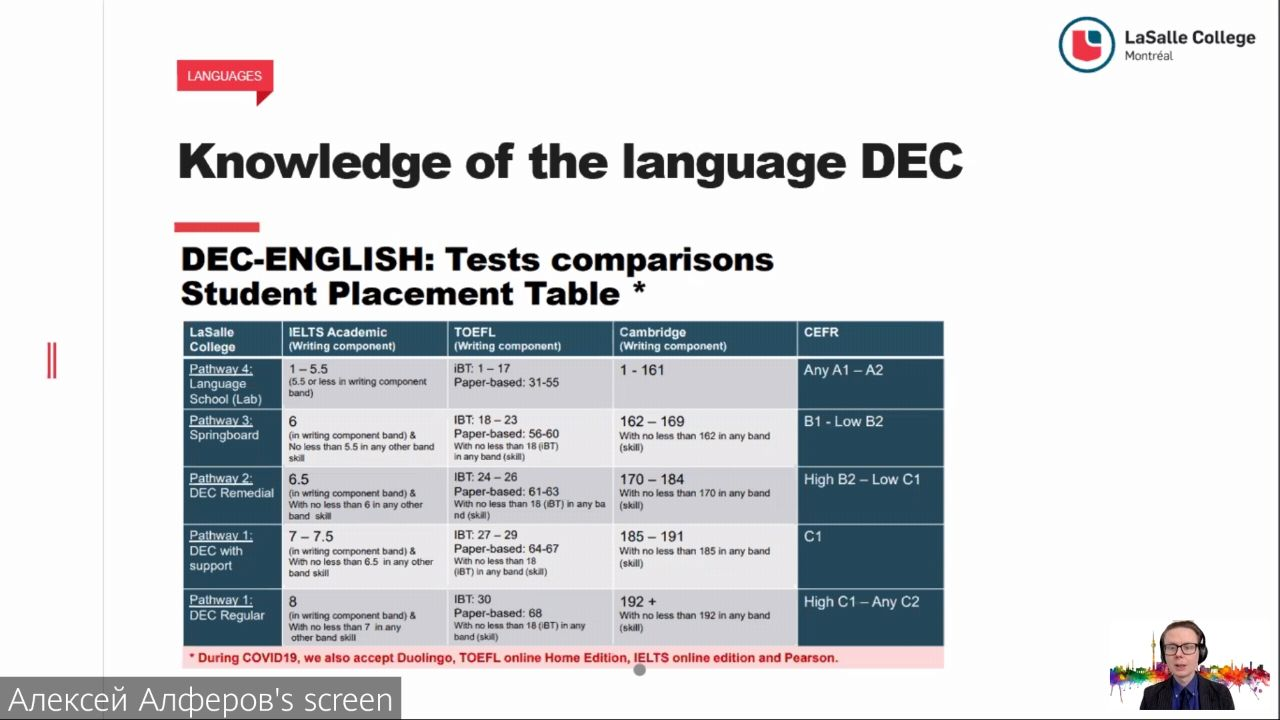 LaSalle College
Montréal
LANGUAGES
Knowledge of the language DEC
DEC-ENGLISH: Tests comparisons
Student Placement Table *
LaSalle
College
IELTS Academic
(Writing component)
TOEFL
(Writing component)
Cambridge
(Writing component)
CEFR
Pathway 4:
Language
School (Lab)
1 – 5.5
(5.5 or less in writing component
band)
iBT: 1 – 17
Paper-based: 31-55
1 - 161
Any A1 – A2
Pathway 3:
Springboard
6
(in writing component band) &
No less than 5.5 in any other band
skill
IBT: 18 – 23
Paper-based: 56-60
With no less than 18 (iBT)
in any band (skill)
162 – 169
With no less than 162 in any band
(skill)
B1 - Low B2
Pathway 2:
DEC Remedial
6.5
(in writing component band) &
With no less than 6 in any other
band skill
IBT: 24 – 26
Paper-based: 61-63
With no less than 18 (iBT) in any ba
nd (skill)
170 – 184
With no less than 170 in any band
(skill)
High B2 – Low C1
Pathway 1:
DEC with
support
7 – 7.5
(in writing component band) &
With no less than 6.5 in any other
band skill
IBT: 27 – 29
Paper-based: 64-67
With no less than 18
(iBT) in any band (skill)
185 – 191
With no less than 185 in any band
(skill)
C1
Pathway 1:
DEC Regular
8
(in writing component band) &
With no less than 7 in any
other band skill
IBT: 30
Paper-based: 68
With no less than 18 (iBT) in any
band (skill)
192 +
With no less than 192 in any band
(skill)
High C1 – Any C2
* During COVID19, we also accept Duolingo, TOEFL online Home Edition, IELTS online edition and Pearson.
Алексей Алферов's screen